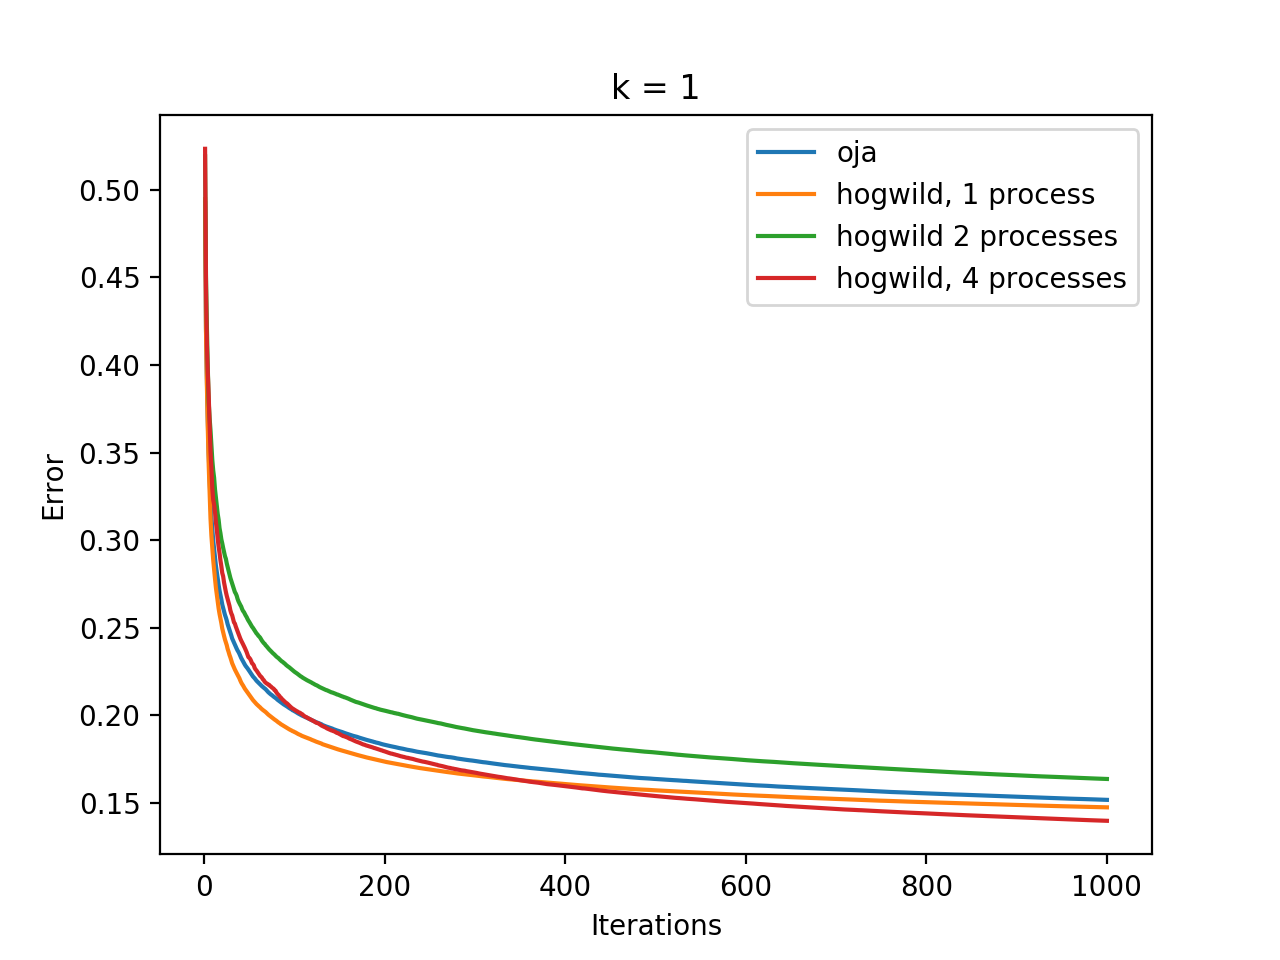 k = 1
oja
hogwild, 1 process
hogwild 2 processes
hogwild, 4 processes
0.50
0.45
0.40
0.35
0.30
0.25
0.20
0.15
Error
0 200 400 600 800 1000
Iterations